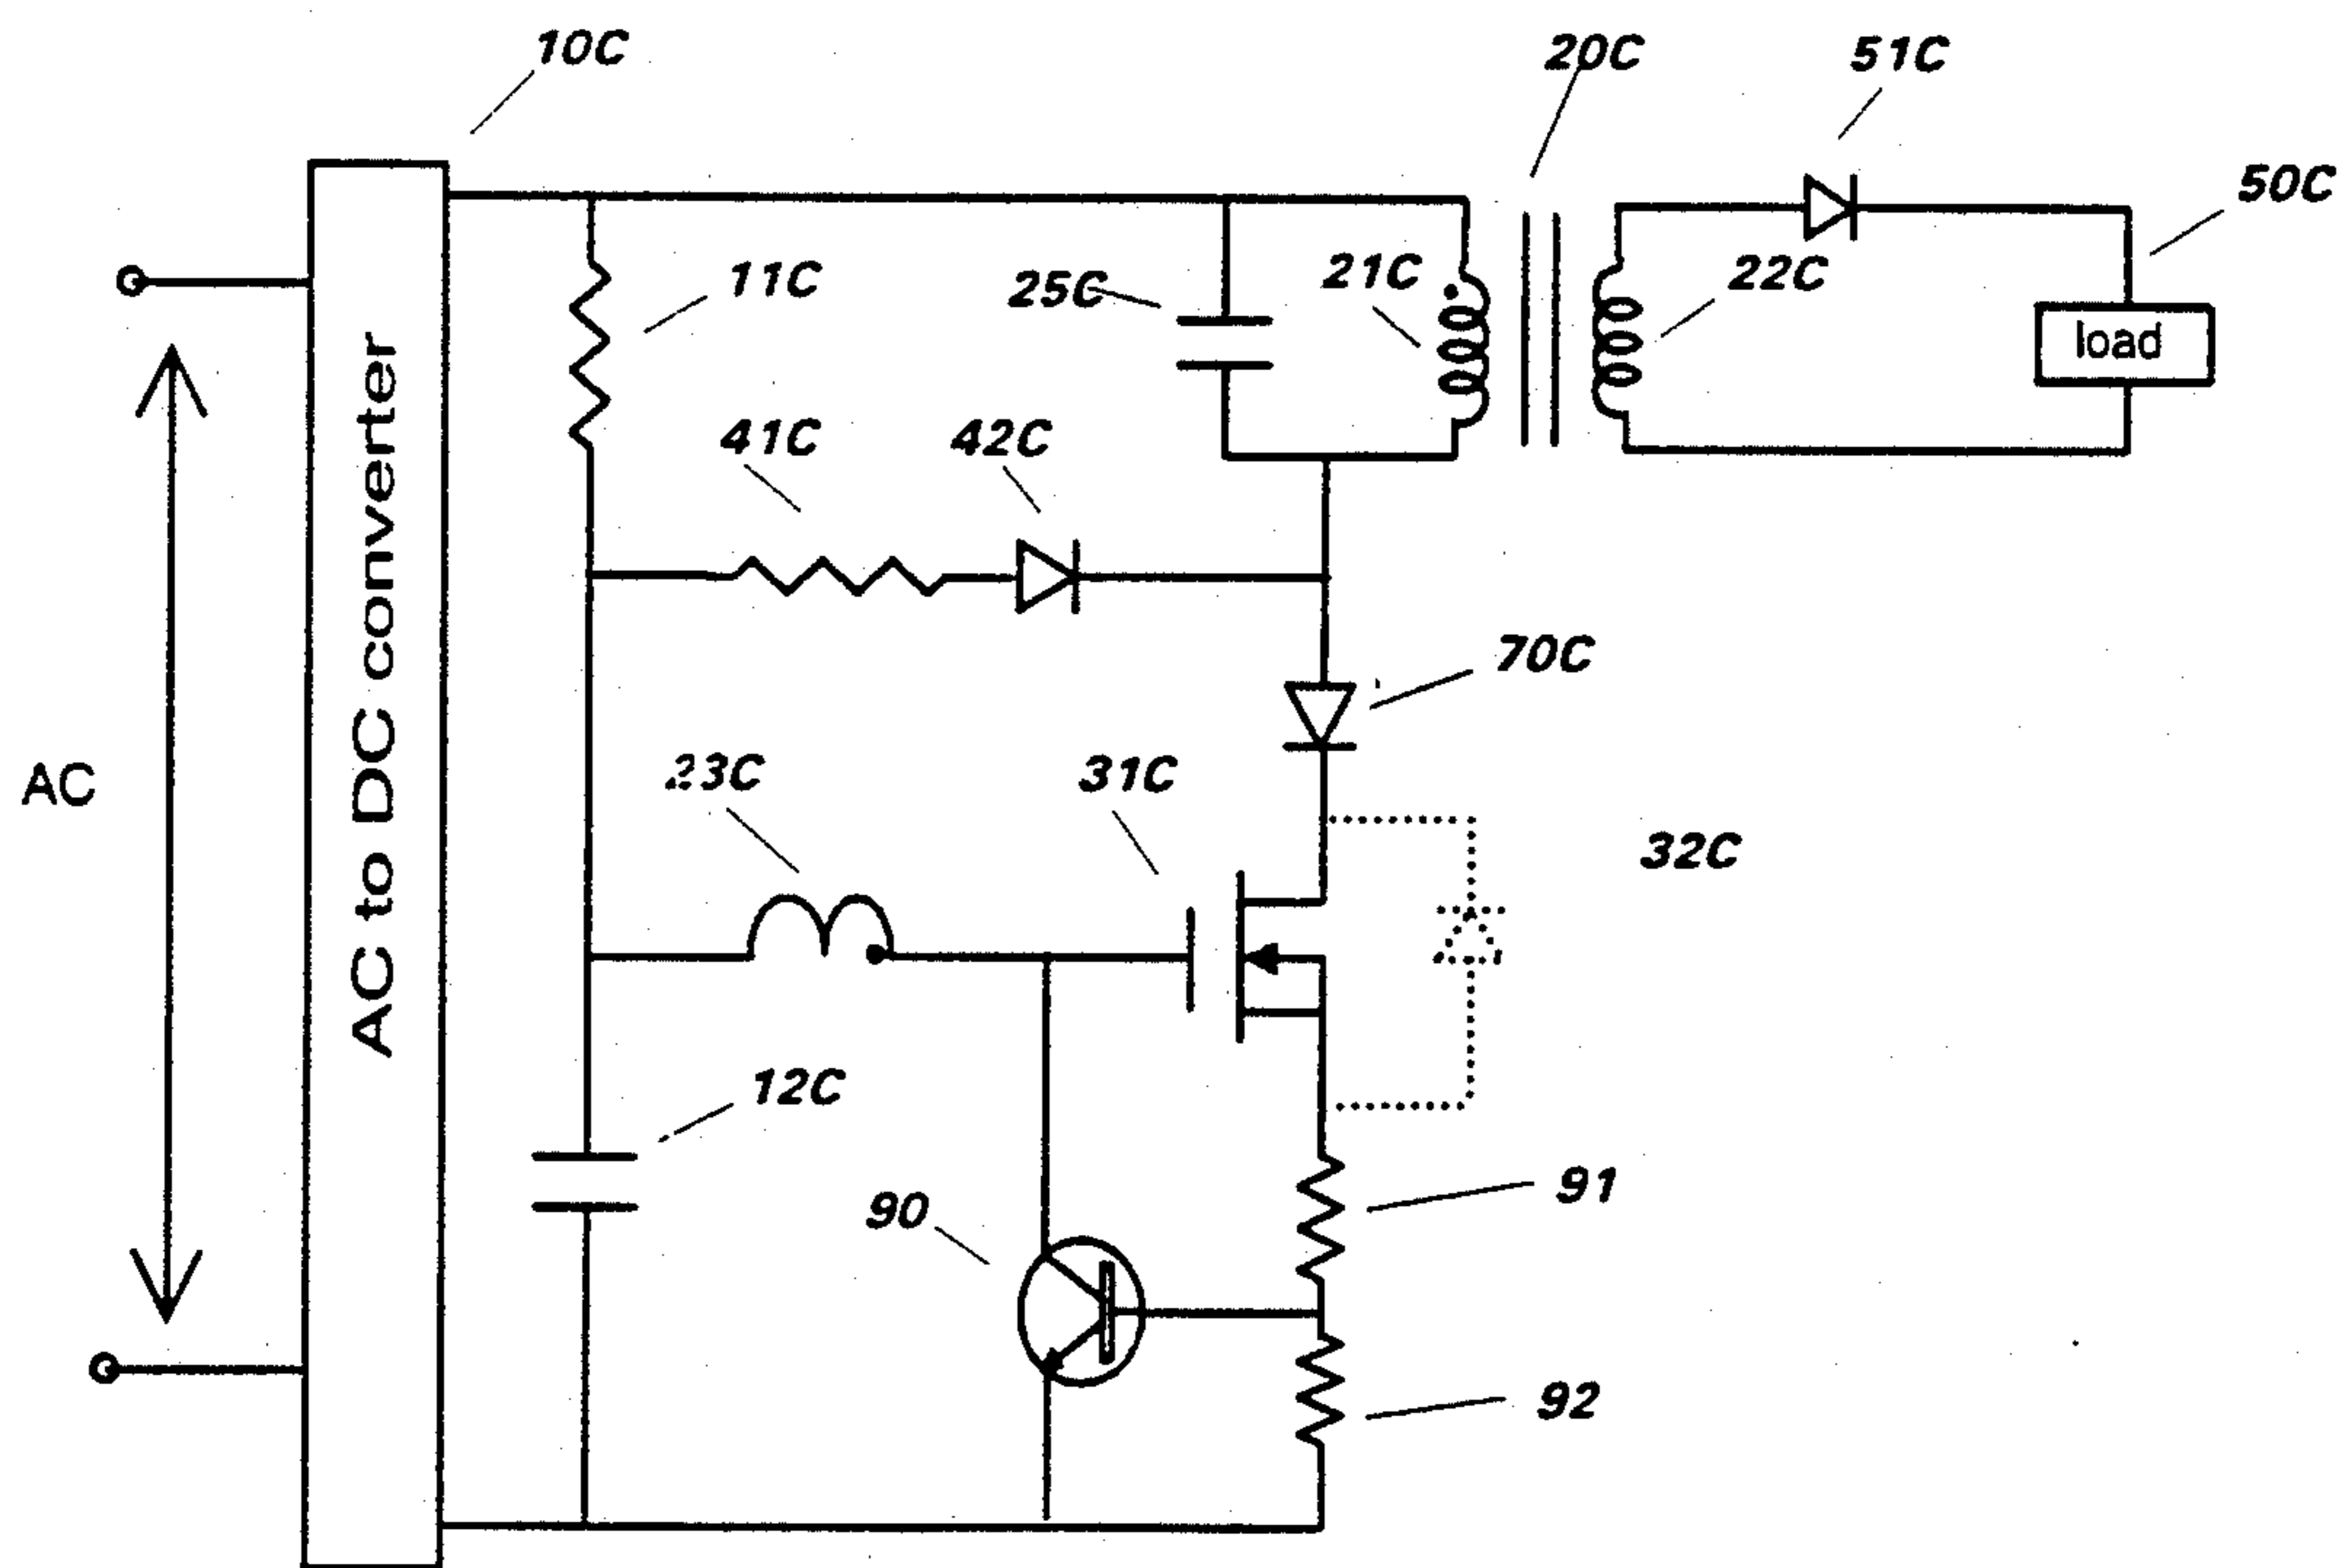 10C
20C
51C
50C
11C
25C
21C
22C
load
41C
42C
70C
23C
31C
32C
AC
AC to DC converter
12C
90
91
92